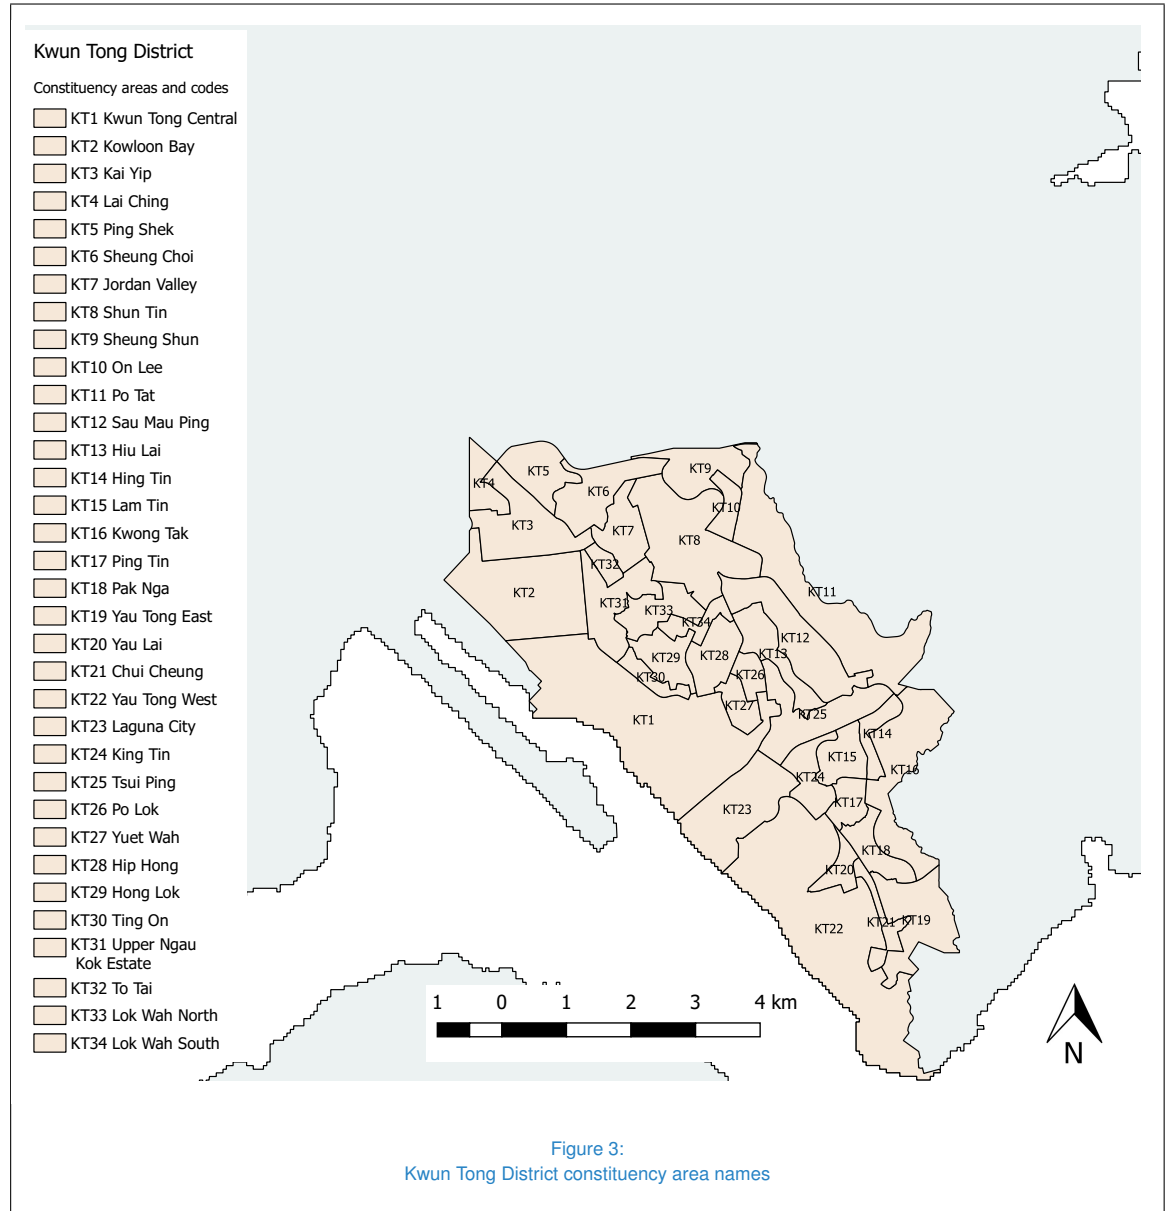 Kwun Tong District
Constituency areas and codes
KT1 Kwun Tong Central
KT2 Kowloon Bay
KT3 Kai Yip
KT4 Lai Ching
KT5 Ping Shek
KT6 Sheung Choi
KT7 Jordan Valley
KT8 Shun Tin
KT9 Sheung Shun
KT10 On Lee
KT11 Po Tat
KT12 Sau Mau Ping
KT13 Hiu Lai
KT14 Hing Tin
KT15 Lam Tin
KT16 Kwong Tak
KT17 Ping Tin
KT18 Pak Nga
KT19 Yau Tong East
KT20 Yau Lai
KT21 Chui Cheung
KT22 Yau Tong West
KT23 Laguna City
KT24 King Tin
KT25 Tsui Ping
KT26 Po Lok
KT27 Yuet Wah
KT28 Hip Hong
KT29 Hong Lok
KT30 Ting On
KT31 Upper Ngau
Kok Estate
KT32 To Tai
KT33 Lok Wah North
KT34 Lok Wah South
KT9
KT5
KT4
KT6
KT10
KT3
KT7
KT8
KT32
KT2
KT11
KT31
KT33
KT34
KT12
KT13
KT29
KT28
KT30
KT26
KT27
KT25
KT1
KT14
KT15
KT16
KT24
KT17
KT23
KT18
KT20
KT21
KT19
KT22
1 0 1 2 3 4 km
N
Figure 3:
Kwun Tong District constituency area names